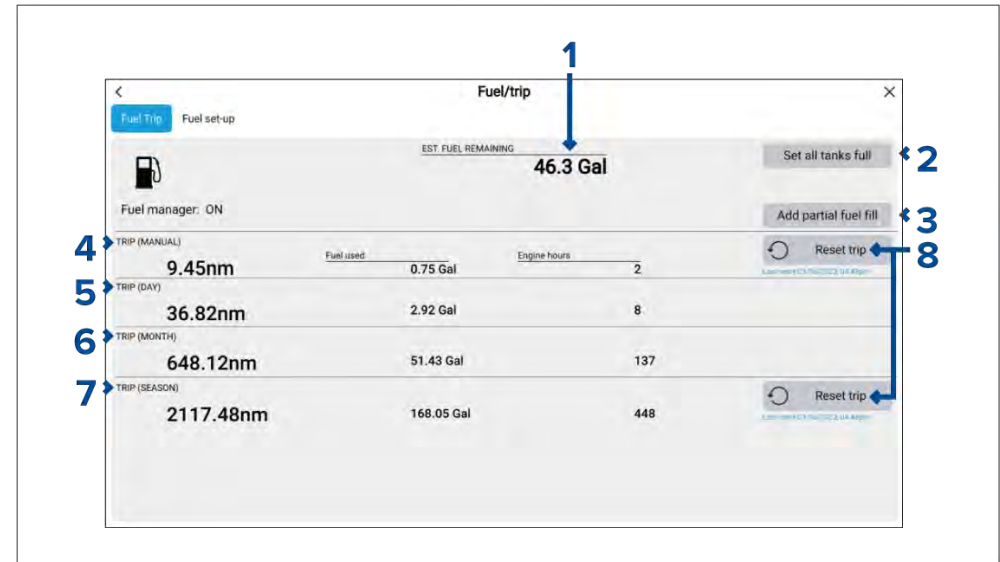 1
< Fuel/trip ×
Fuel Trip Fuel set-up
EST. FUEL REMAINING
46.3 Gal
Set all tanks full 2
Fuel manager: ON
Add partial fuel fill 3
4 TRIP (MANUAL)
Fuel used Engine hours
9.45nm 0.75 Gal 2
Reset trip 8
5 TRIP (DAY)
36.82nm 2.92 Gal 8
6 TRIP (MONTH)
648.12nm 51.43 Gal 137
7 TRIP (SEASON)
2117.48nm 168.05 Gal 448
Reset trip